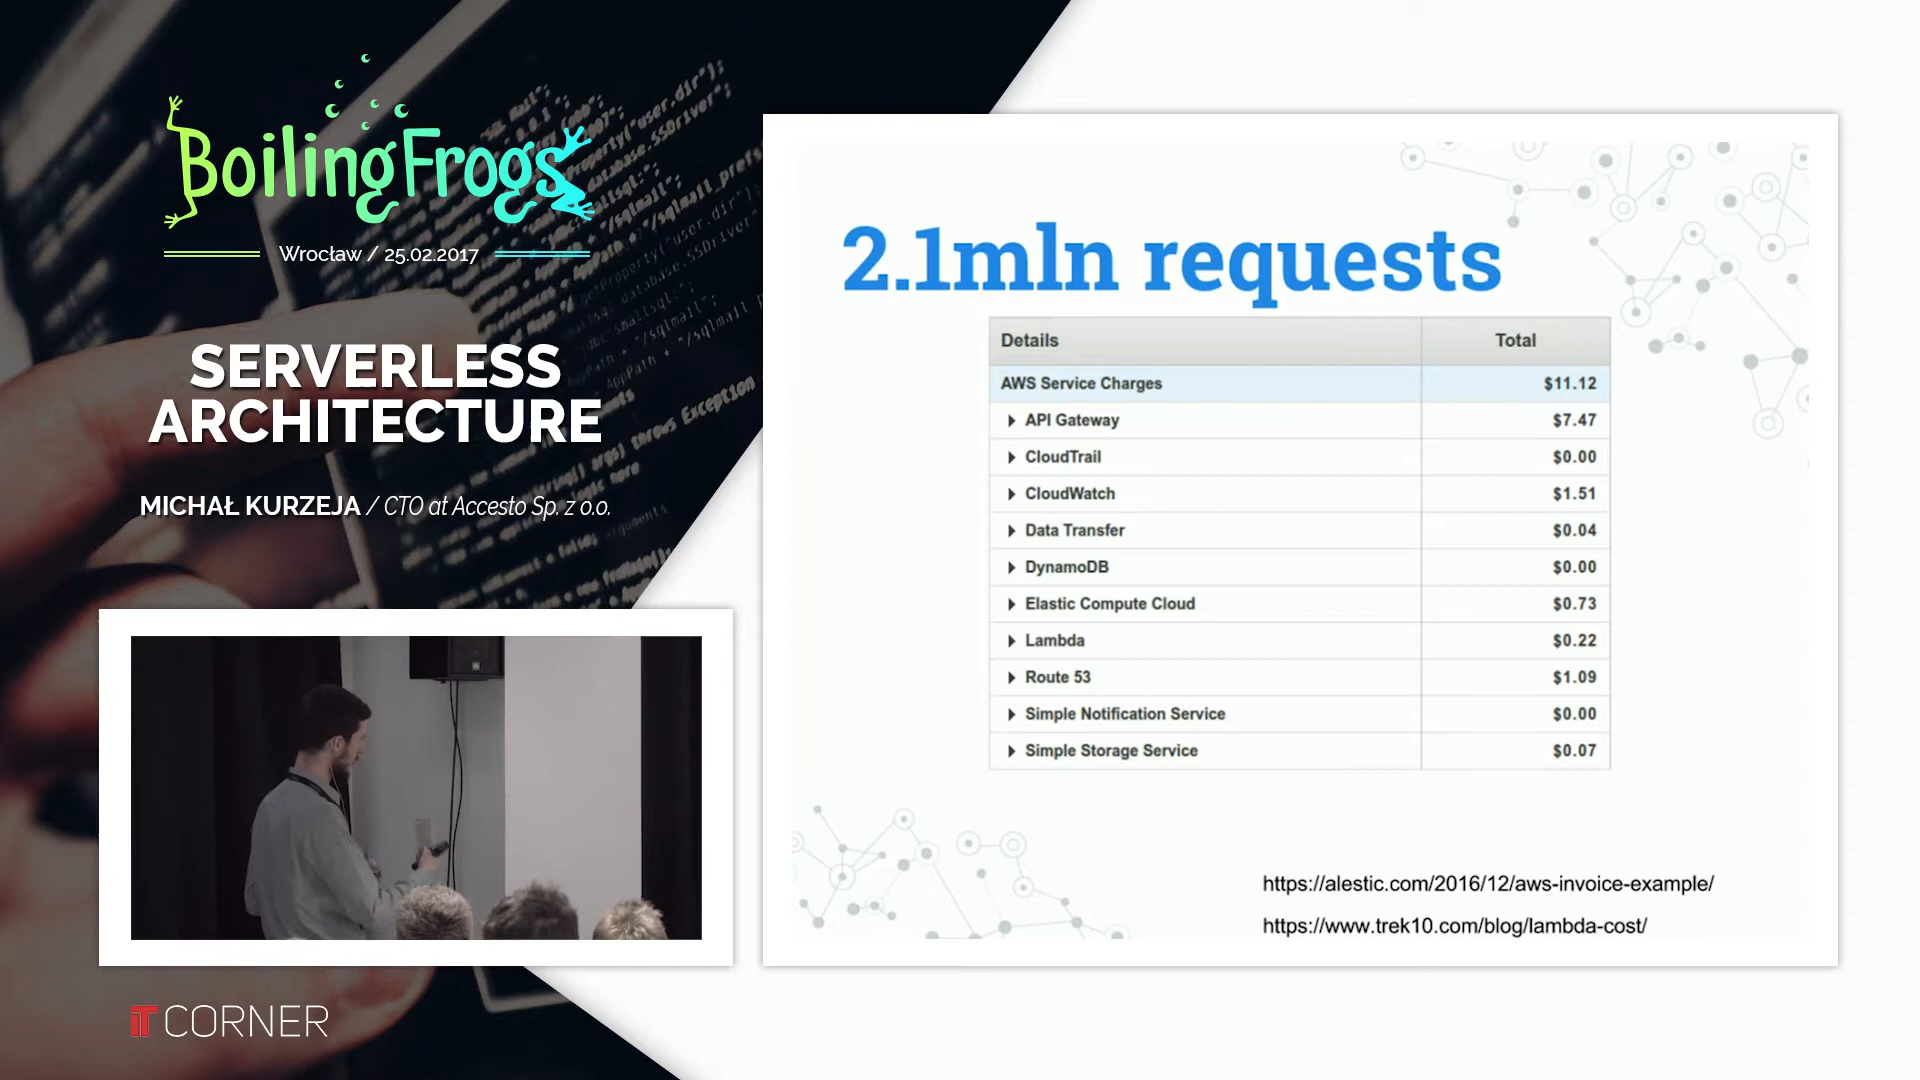 BoilingFrogs
Wrocław / 25.02.2017
SERVERLESS
ARCHITECTURE
MICHAŁ KURZEJA / CTO at Accesto Sp. z o.o.
IT CORNER
2.1mln requests
Details Total
AWS Service Charges $11.12
API Gateway $7.47
CloudTrail $0.00
CloudWatch $1.51
Data Transfer $0.04
DynamoDB $0.00
Elastic Compute Cloud $0.73
Lambda $0.22
Route 53 $1.09
Simple Notification Service $0.00
Simple Storage Service $0.07
https://alestic.com/2016/12/aws-invoice-example/
https://www.trek10.com/blog/lambda-cost/